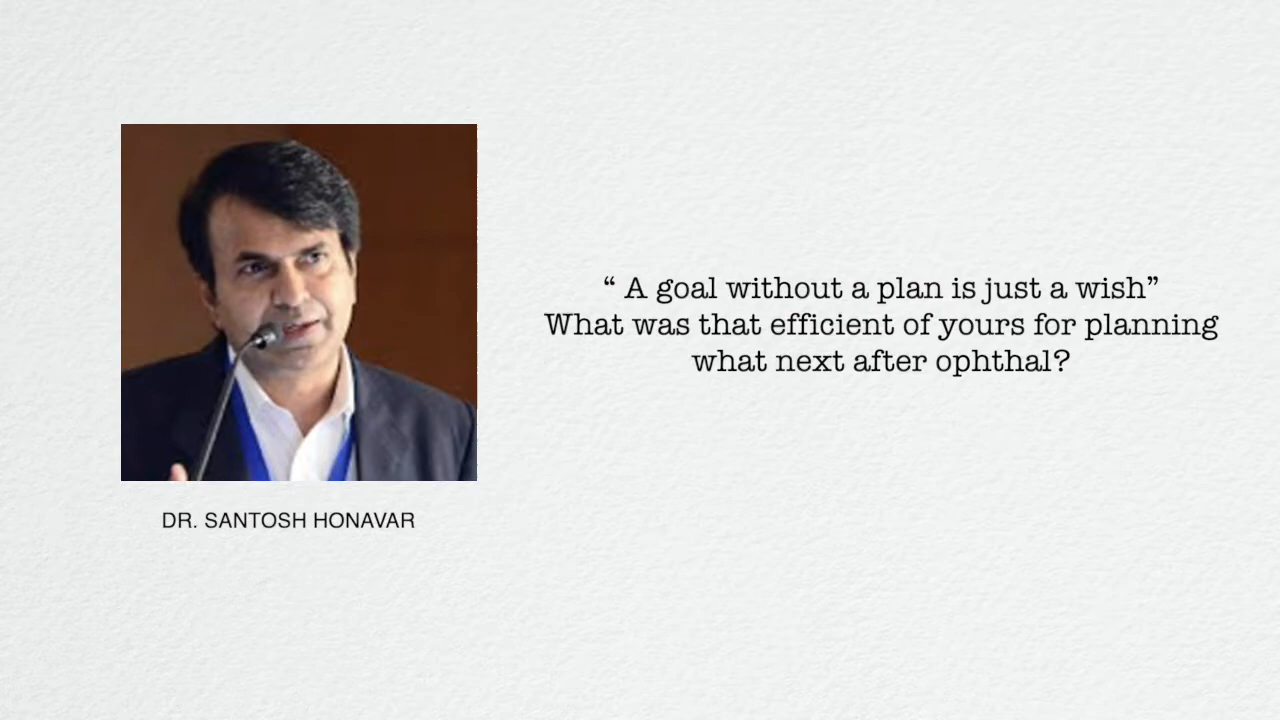 “ A goal without a plan is just a wish”
What was that efficient of yours for planning
what next after ophthal?
DR. SANTOSH HONAVAR